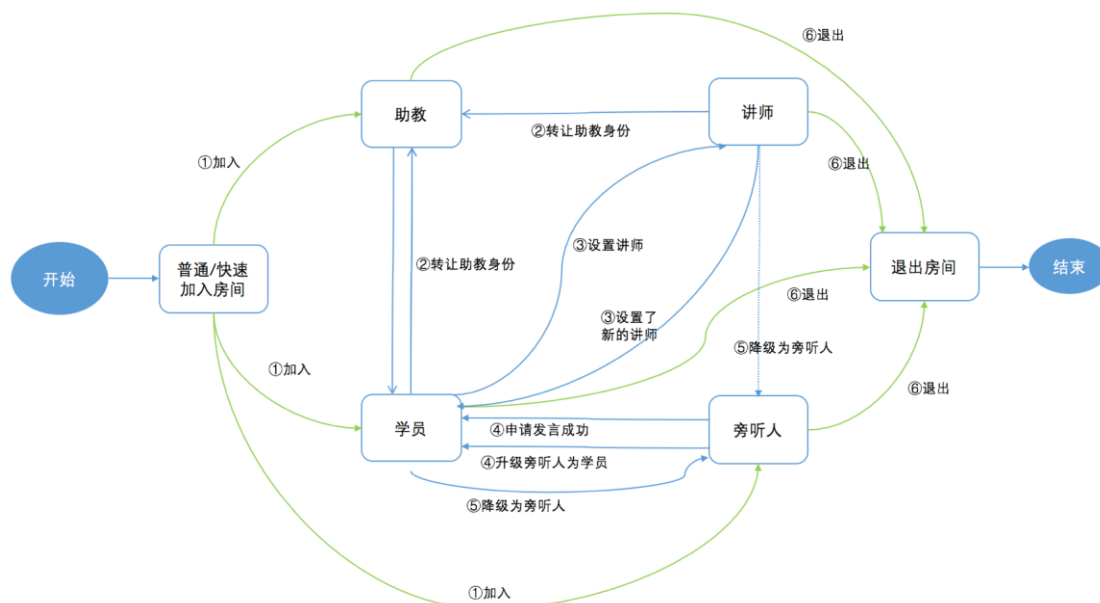 ⑥退出
助教
讲师
②转让助教身份
①加入
⑥退出
③设置讲师
开始
普通/快速
加入房间
②转让助教身份
退出房间
结束
⑥退出
③设置了
新的讲师
⑤降级为旁听人
①加入
⑥退出
学员
④申请发言成功
旁听人
④升级旁听人为学员
⑤降级为旁听人
①加入